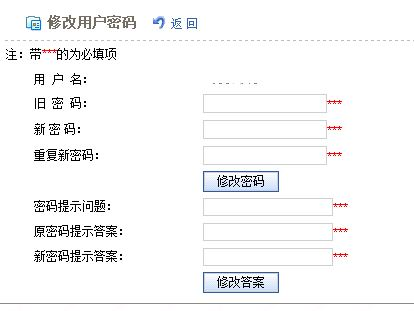 修改用户密码 返回
注：带***的为必填项
用 户 名：
旧 密 码： ***
新 密 码： ***
重复新密码： ***
修改密码
密码提示问题： ***
原密码提示答案： ***
新密码提示答案： ***
修改答案